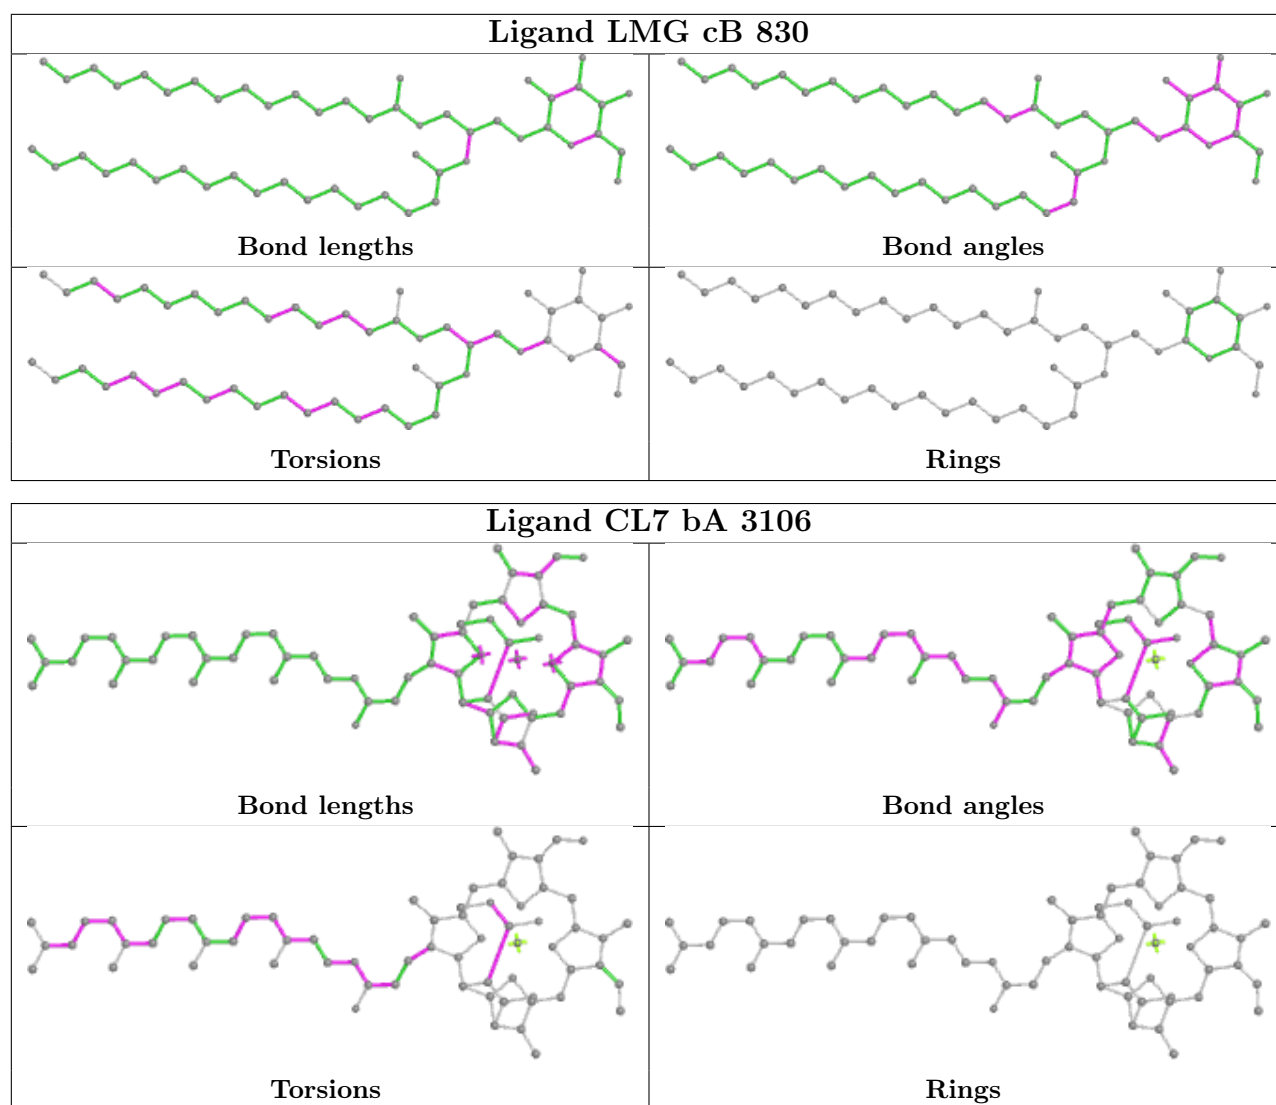 Ligand LMG cB 830
Bond lengths
Bond angles
Torsions
Rings
Ligand CL7 bA 3106
Bond lengths
Bond angles
Torsions
Rings